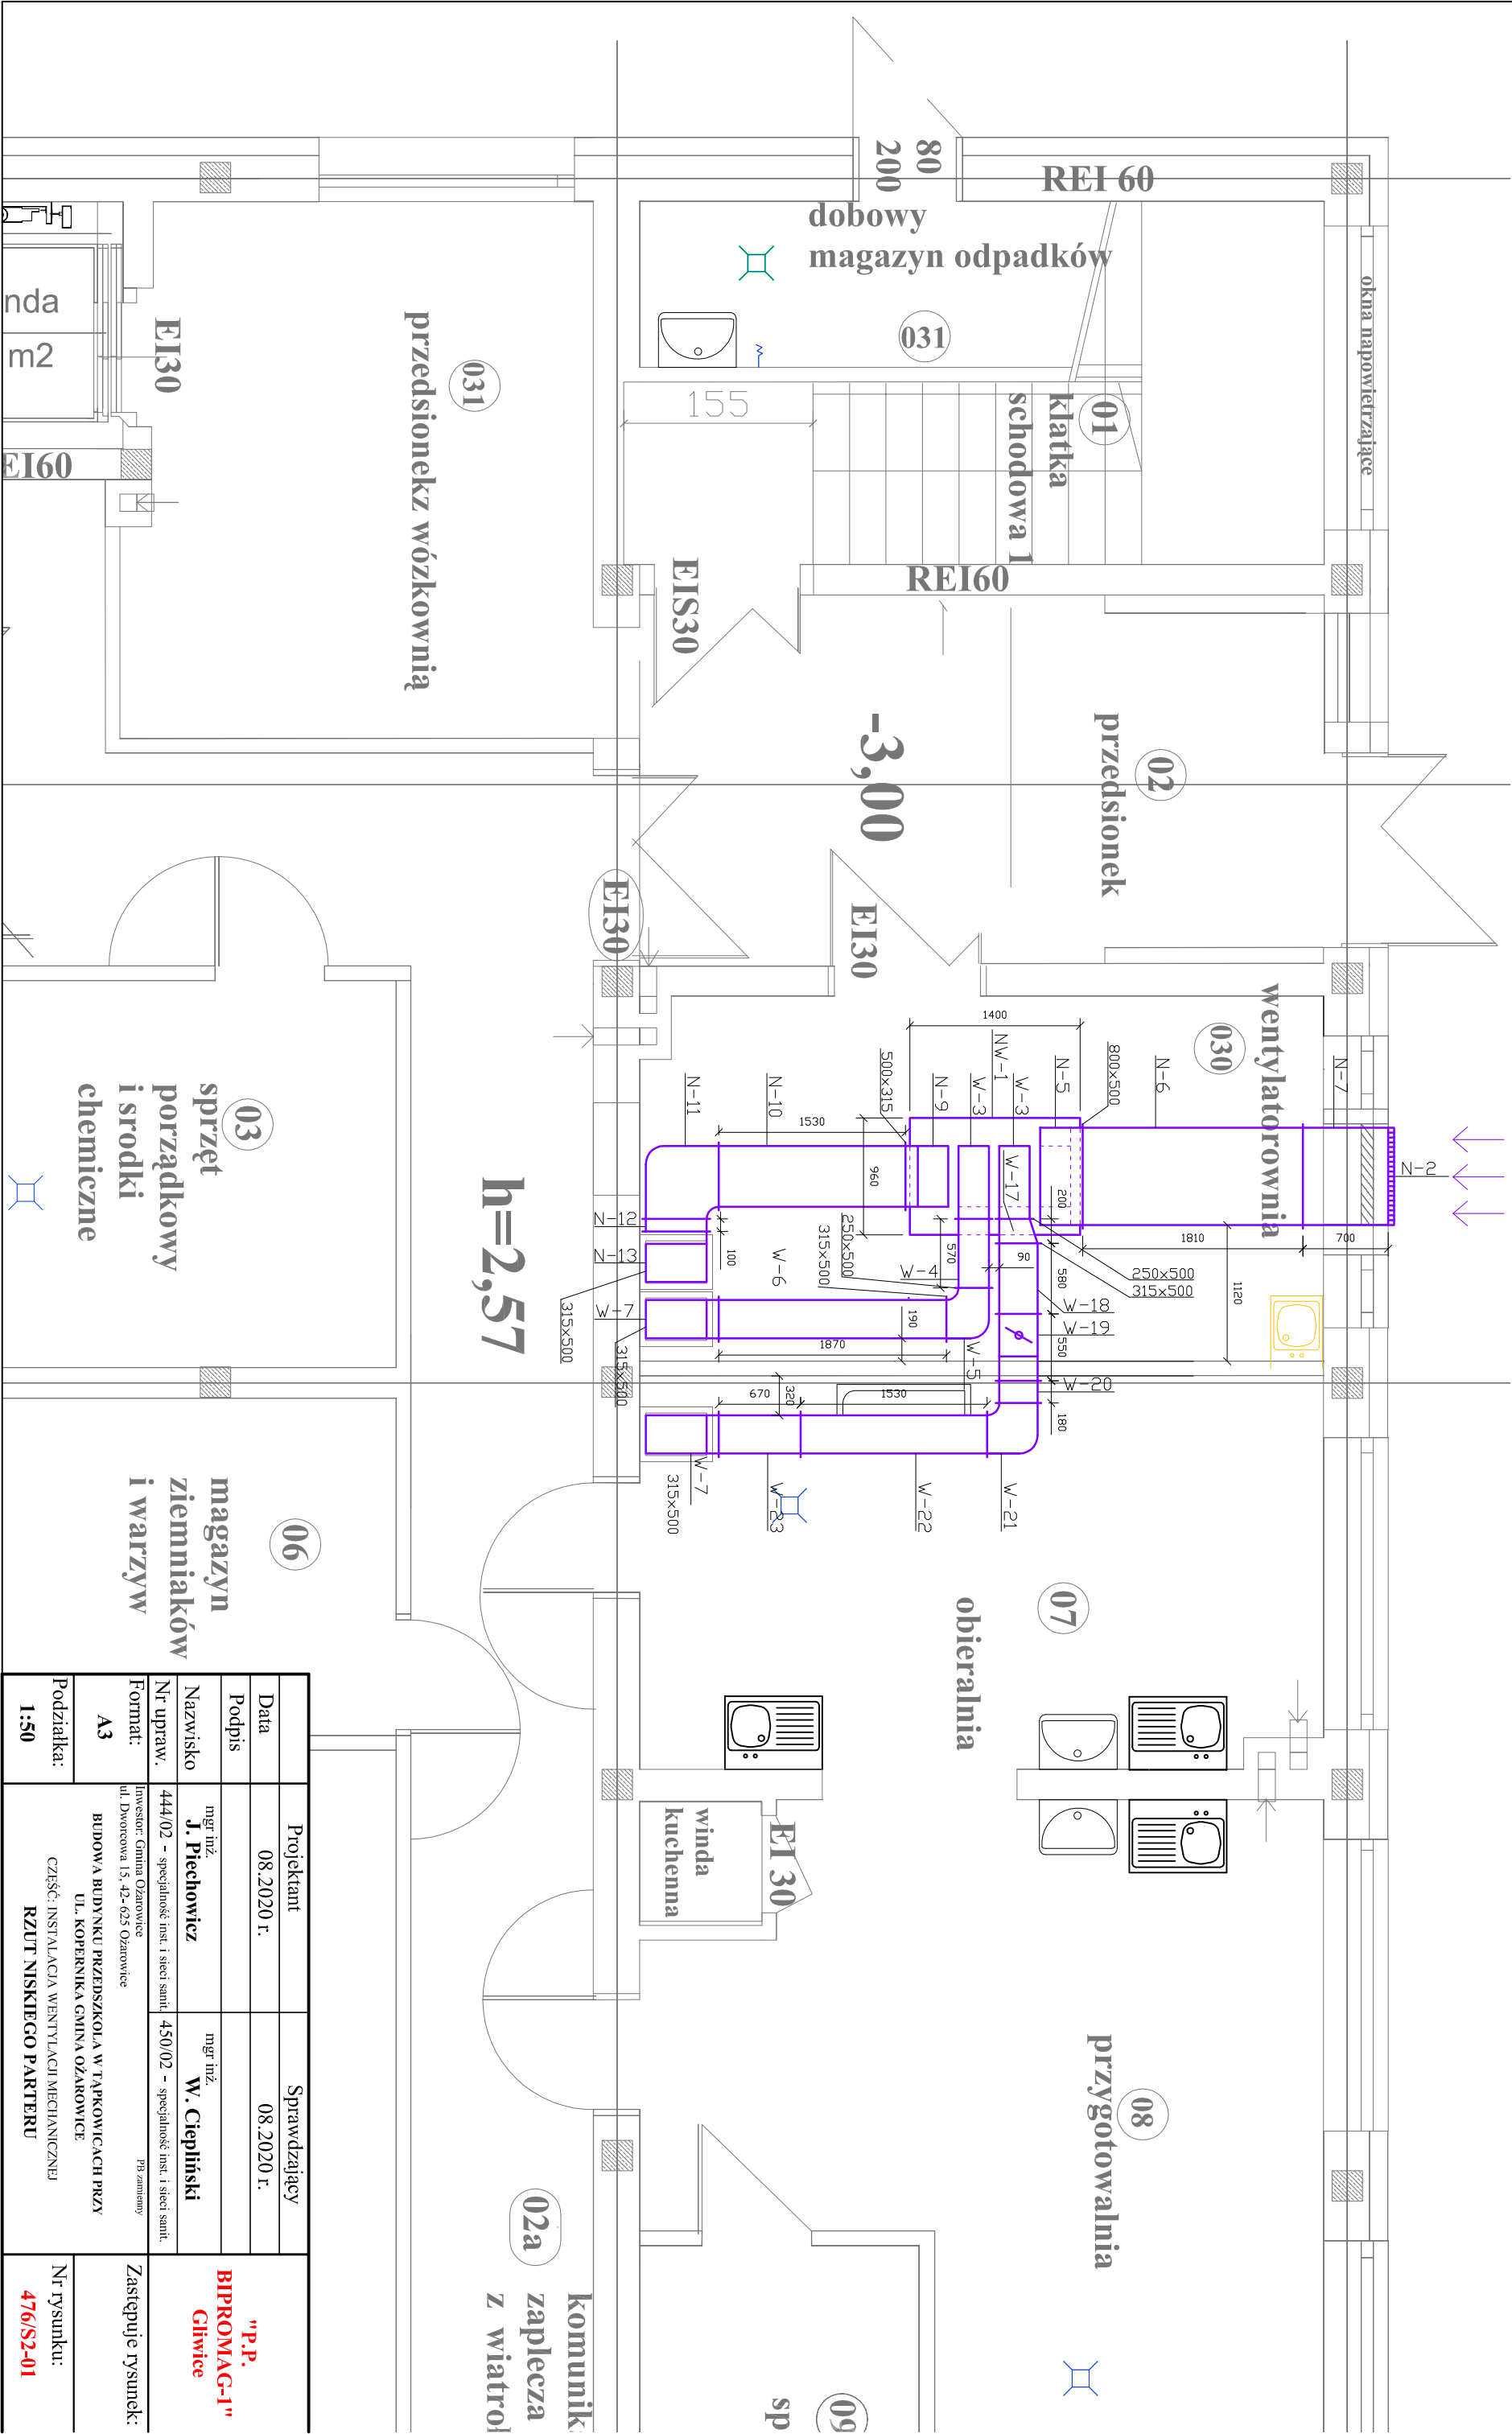 80
200
REI 60
dobowy
magazyn odpadków
031
okna napowietrzające
01
klatka
schodowa 1
155
EI30
przedsionekz wózkownią
031
nda
m2
EI60
REI60
EIS30
-3,00
02
przedsionek
EI30
EI30
wentylatorownia
030
N-7
N-6
800x500
N-5
W-3
NW-1
W-3
N-9
500x315
N-10
N-11
1400
1530
960
W-17
200
N-2
1810
700
1120
N-12
N-13
100
W-6
315x500
250x500
W-4
570
90
580
250x500
315x500
W-18
W-19
550
W-20
180
W-7
315x500
190
1870
W-5
315x500
670
320
1530
W-7
315x500
W-23
W-22
W-21
h=2,57
03
sprzęt
porządkowy
i srodki
chemiczne
06
magazyn
ziemniaków
i warzyw
07
obieralnia
winda
kuchenna
EI 30
08
przygotowalnia
02a
komunik
zaplecza
z wiatroł
09
sp
Projektant
Sprawdzający
Data
08.2020 r.
08.2020 r.
Podpis
Nazwisko
mgr inż.
J. Piechowicz
mgr inż.
W. Ciepliński
Nr upraw.
444/02 - specjalność inst. i sieci sanit.
450/02 - specjalność inst. i sieci sanit.
"P.P.
BIPROMAG-1"
Gliwice
Format:
A3
Podziałka:
1:50
Inwestor: Gmina Ożarowice
ul. Dworcowa 15, 42-625 Ożarowice
PB zamienny
BUDOWA BUDYNKU PRZEDSZKOLA W TĄPKOWICACH PRZY
UL. KOPERNIKA GMINA OŻAROWICE
CZĘŚĆ: INSTALACJA WENTYLACJI MECHANICZNEJ
RZUT NISKIEGO PARTERU
Zastępuje rysunek:
Nr rysunku:
476/S2-01